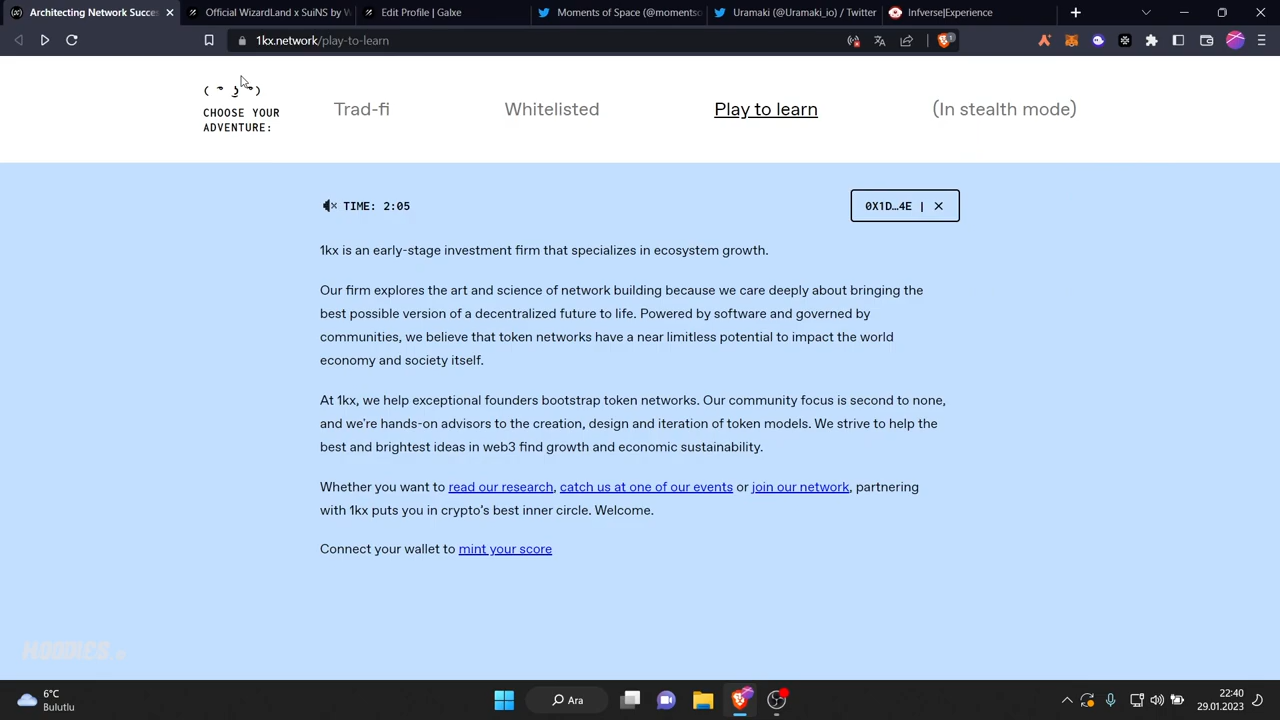 Architecting Network Succes
Official WizardLand x SuiNS by W
Edit Profile | Galxe
Moments of Space (@momentso
Uramaki (@Uramaki_io) / Twitter
Infverse|Experience
1kx.network/play-to-learn
1
CHOOSE YOUR
ADVENTURE:
Trad-fi
Whitelisted
Play to learn
(In stealth mode)
TIME: 2:05
0X1D…4E | ✕
1kx is an early-stage investment firm that specializes in ecosystem growth.
Our firm explores the art and science of network building because we care deeply about bringing the
best possible version of a decentralized future to life. Powered by software and governed by
communities, we believe that token networks have a near limitless potential to impact the world
economy and society itself.
At 1kx, we help exceptional founders bootstrap token networks. Our community focus is second to none,
and we're hands-on advisors to the creation, design and iteration of token models. We strive to help the
best and brightest ideas in web3 find growth and economic sustainability.
Whether you want to read our research, catch us at one of our events or join our network, partnering
with 1kx puts you in crypto's best inner circle. Welcome.
Connect your wallet to mint your score
6°C
Bulutlu
Ara
22:40
29.01.2023